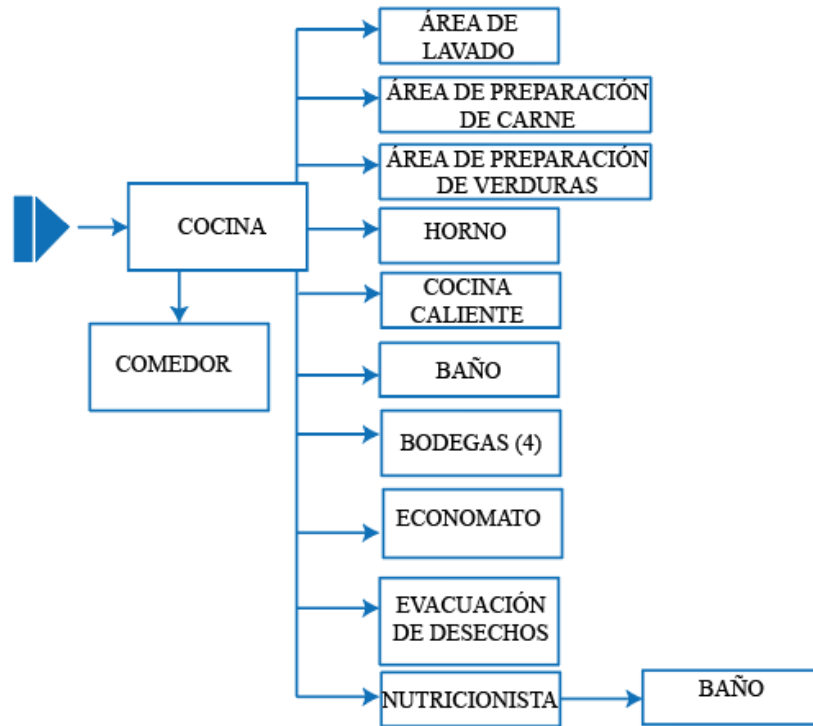 ÁREA DE
LAVADO
ÁREA DE PREPARACIÓN
DE CARNE
ÁREA DE PREPARACIÓN
DE VERDURAS
COCINA
HORNO
COCINA
CALIENTE
COMEDOR
BAÑO
BODEGAS (4)
ECONOMATO
EVACUACIÓN
DE DESECHOS
NUTRICIONISTA
BAÑO